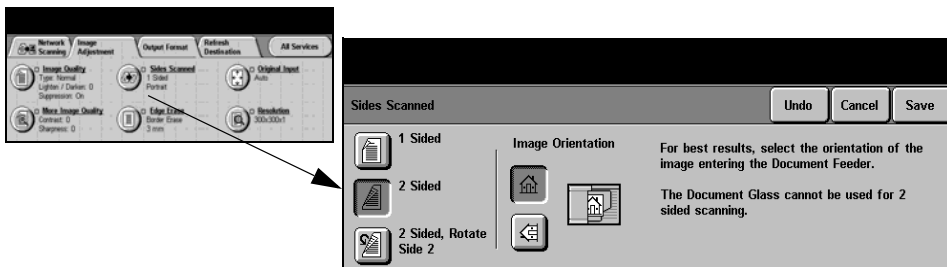 Network Scanning
Image Adjustment
Output Format
Refresh Destination
All Services
Image Quality
Type: Normal
Lighten / Darken: 0
Suppression: On
Sides Scanned
1 Sided
Portrait
Original Input
Auto
More Image Quality
Contrast: 0
Sharpness: 0
Edge Erase
Border Erase
3 mm
Resolution
300x300x1
Sides Scanned
Undo
Cancel
Save
1 Sided
2 Sided
2 Sided, Rotate
Side 2
Image Orientation
For best results, select the orientation of the
image entering the Document Feeder.
The Document Glass cannot be used for 2
sided scanning.